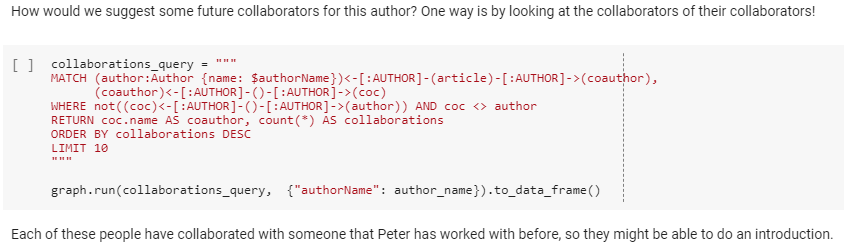 How would we suggest some future collaborators for this author? One way is by looking at the collaborators of their collaborators!
[ ] collaborations_query = """
MATCH (author:Author {name: $authorName})<-[:AUTHOR]-(article)-[:AUTHOR]->(coauthor),
      (coauthor)<-[:AUTHOR]-()-[:AUTHOR]->(coc)
WHERE not((coc)<-[:AUTHOR]-()-[:AUTHOR]->(author)) AND coc <> author
RETURN coc.name AS coauthor, count(*) AS collaborations
ORDER BY collaborations DESC
LIMIT 10
"""
graph.run(collaborations_query,  {"authorName": author_name}).to_data_frame()
Each of these people have collaborated with someone that Peter has worked with before, so they might be able to do an introduction.